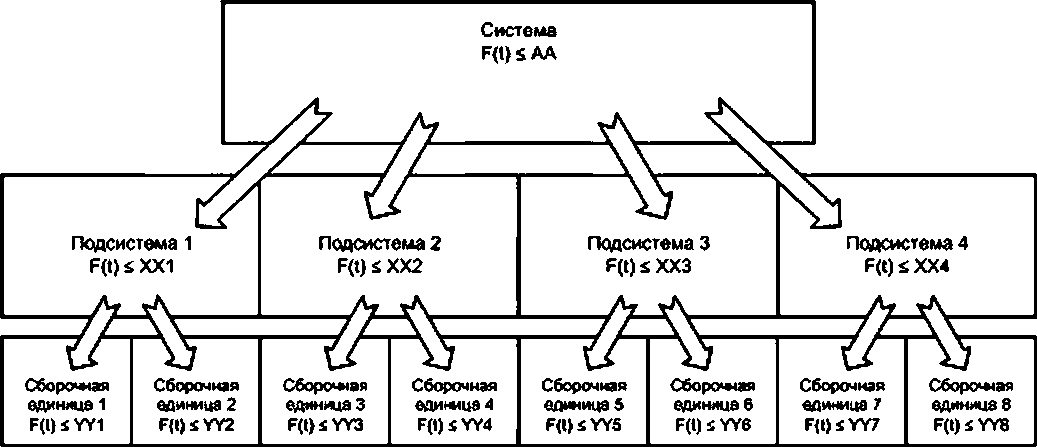 Система
F(t) ≤ AA
Подсистема 1
F(t) ≤ XX1
Подсистема 2
F(t) ≤ XX2
Подсистема 3
F(t) ≤ XX3
Подсистема 4
F(t) ≤ XX4
Сборочная
единица 1
F(t) ≤ YY1
Сборочная
единица 2
F(t) ≤ YY2
Сборочная
единица 3
F(t) ≤ YY3
Сборочная
единица 4
F(t) ≤ YY4
Сборочная
единица 5
F(t) ≤ YY5
Сборочная
единица 6
F(t) ≤ YY6
Сборочная
единица 7
F(t) ≤ YY7
Сборочная
единица 8
F(t) ≤ YY8